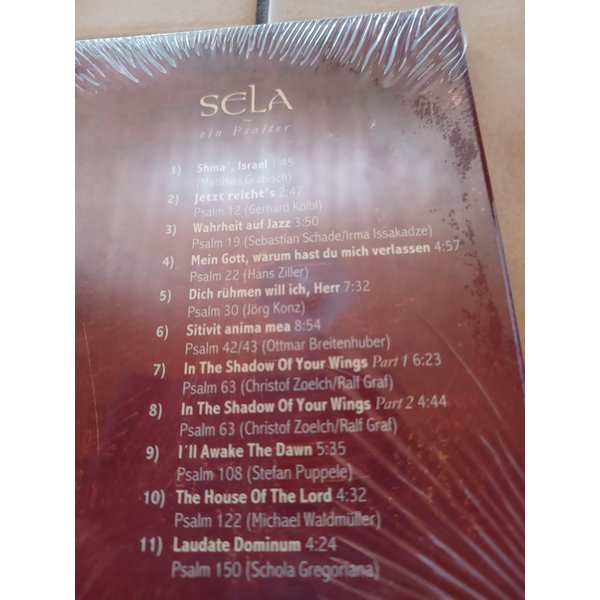 SELA
~
ein Psalter
1) Shma´, Israel 1:45
(Matthias Grabisch)
2) Jetzt reicht´s 2:47
Psalm 12 (Gerhard Kölbl)
3) Wahrheit auf Jazz 3:50
Psalm 19 (Sebastian Schade/Irma Issakadze)
4) Mein Gott, warum hast du mich verlassen 4:57
Psalm 22 (Hans Ziller)
5) Dich rühmen will ich, Herr 7:32
Psalm 30 (Jörg Konz)
6) Sitivit anima mea 8:54
Psalm 42/43 (Ottmar Breitenhuber)
7) In The Shadow Of Your Wings Part 1 6:23
Psalm 63 (Christof Zoelch/Ralf Graf)
8) In The Shadow Of Your Wings Part 2 4:44
Psalm 63 (Christof Zoelch/Ralf Graf)
9) I´ll Awake The Dawn 5:35
Psalm 108 (Stefan Puppele)
10) The House Of The Lord 4:32
Psalm 122 (Michael Waldmüller)
11) Laudate Dominum 4:24
Psalm 150 (Schola Gregoriana)